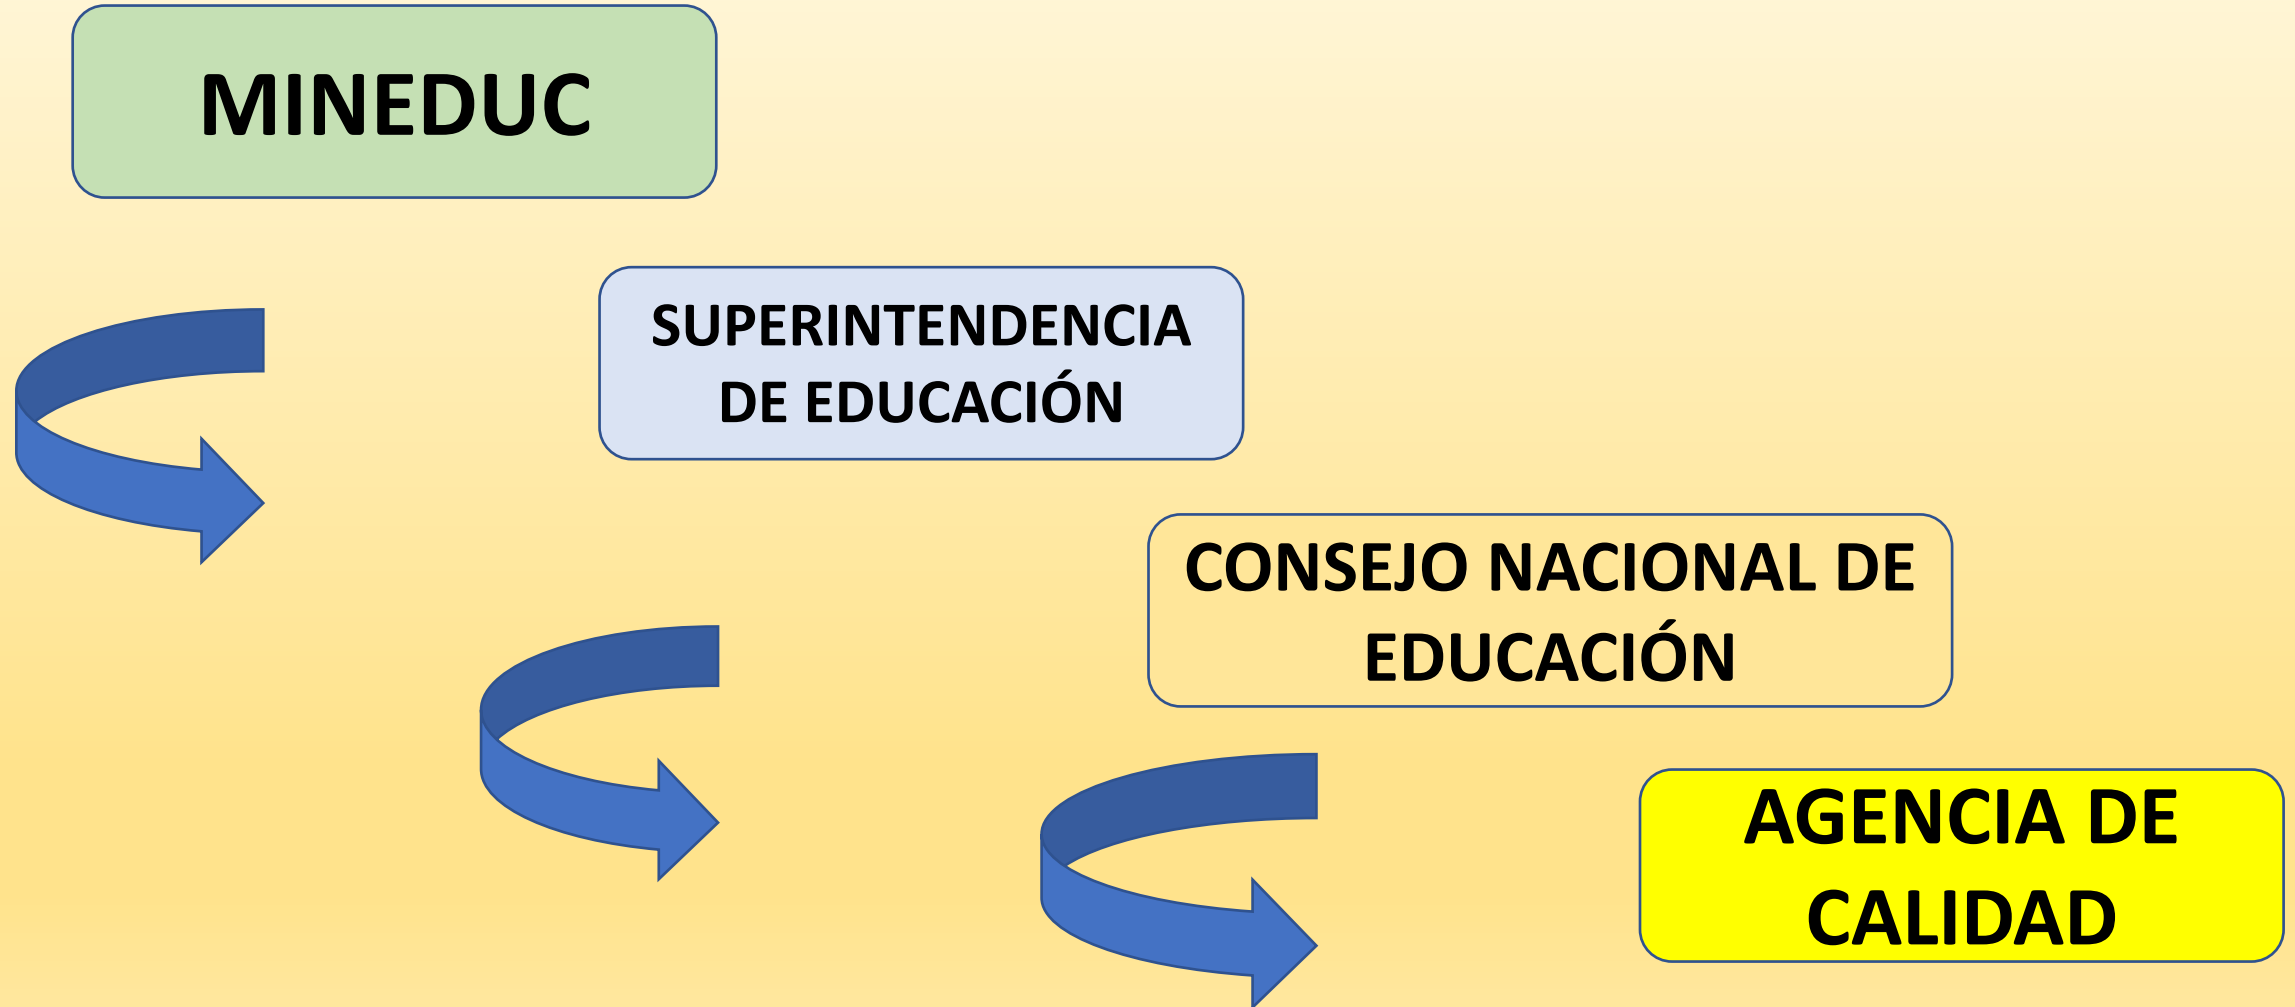 MINEDUC
SUPERINTENDENCIA
DE EDUCACIÓN
CONSEJO NACIONAL DE
EDUCACIÓN
AGENCIA DE
CALIDAD